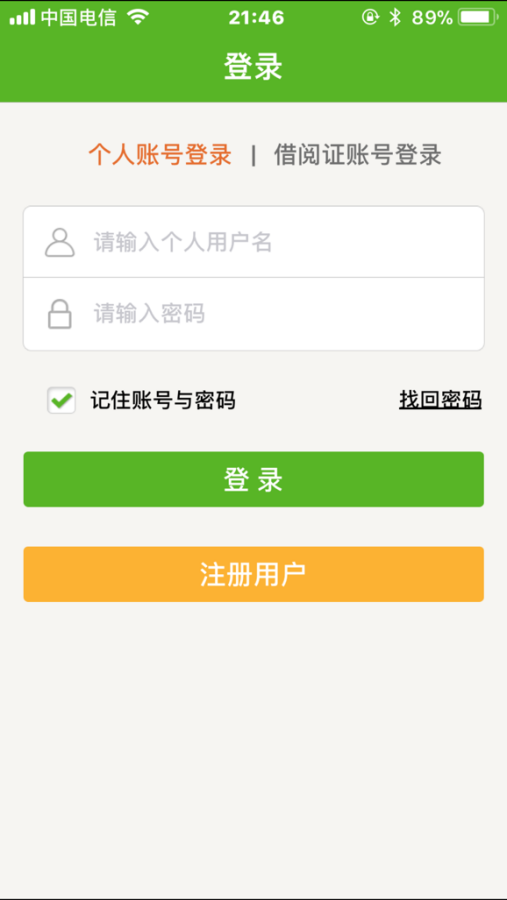 中国电信 21:46 89%
登录
个人账号登录 | 借阅证账号登录
请输入个人用户名
请输入密码
记住账号与密码 找回密码
登 录
注册用户